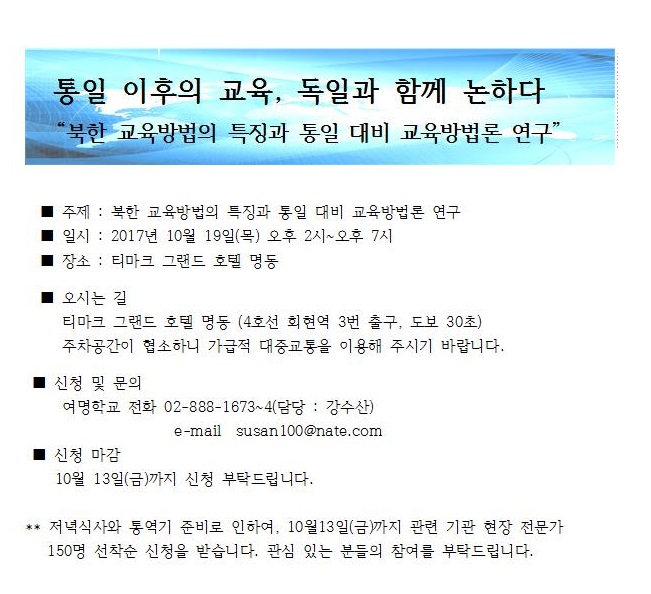 통일 이후의 교육, 독일과 함께 논하다
“북한 교육방법의 특징과 통일 대비 교육방법론 연구”
■ 주제 : 북한 교육방법의 특징과 통일 대비 교육방법론 연구
■ 일시 : 2017년 10월 19일(목) 오후 2시~오후 7시
■ 장소 : 티마크 그랜드 호텔 명동
■ 오시는 길
티마크 그랜드 호텔 명동 (4호선 회현역 3번 출구, 도보 30초)
주차공간이 협소하니 가급적 대중교통을 이용해 주시기 바랍니다.
■ 신청 및 문의
여명학교 전화 02-888-1673~4(담당 : 강수산)
e-mail susan100@nate.com
■ 신청 마감
10월 13일(금)까지 신청 부탁드립니다.
** 저녁식사와 통역기 준비로 인하여, 10월13일(금)까지 관련 기관 현장 전문가
150명 선착순 신청을 받습니다. 관심 있는 분들의 참여를 부탁드립니다.